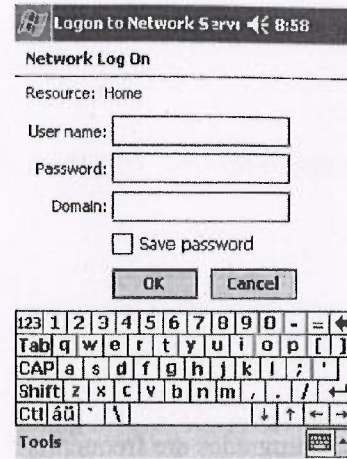 Logon to Network Servi 8:58
Network Log On
Resource: Home
User name:
Password:
Domain:
Save password
OK Cancel
123 1 2 3 4 5 6 7 8 9 0 - = ←
Tab q w e r t y u i o p [ ]
CAP a s d f g h j k l ; '
Shift z x c v b n m , . / ↵
Ctl áü ` \ ↓ ↑ ← →
Tools